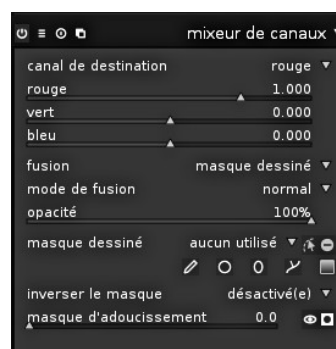 mixeur de canaux
canal de destination rouge
rouge 1.000
vert 0.000
bleu 0.000
fusion masque dessiné
mode de fusion normal
opacité 100%
masque dessiné aucun utilisé
inverser le masque désactivé(e)
masque d'adoucissement 0.0